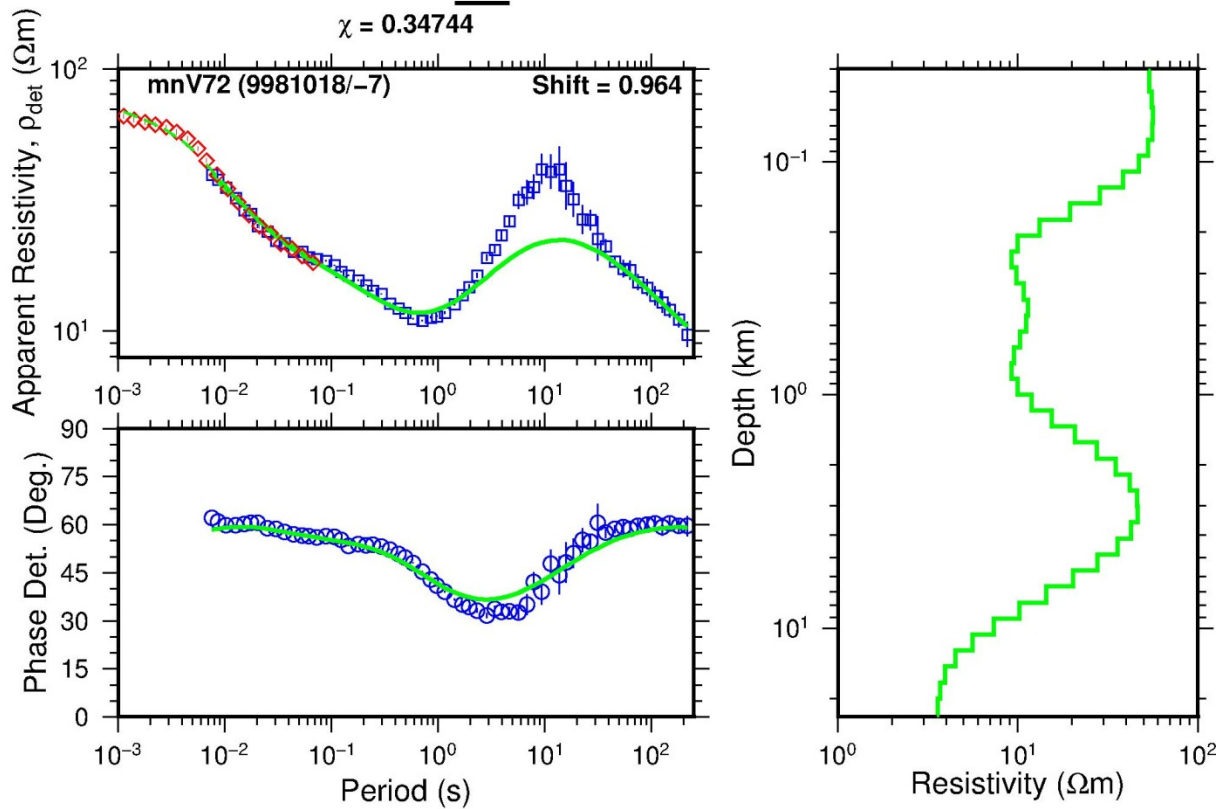 χ = 0.34744
Apparent Resistivity, ρdet (Ωm)
10²
10¹
mnV72 (9981018/−7)
Shift = 0.964
10⁻³ 10⁻² 10⁻¹ 10⁰ 10¹ 10²
Phase Det. (Deg.)
90
75
60
45
30
15
0
10⁻³ 10⁻² 10⁻¹ 10⁰ 10¹ 10²
Period (s)
Depth (km)
10⁻¹
10⁰
10¹
10⁰ 10¹ 10²
Resistivity (Ωm)